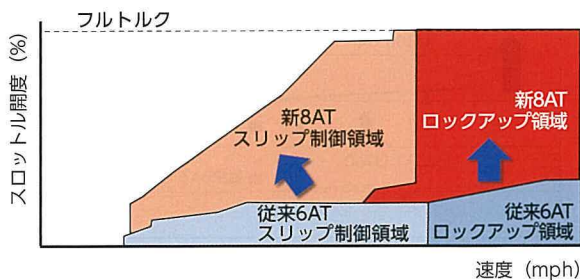 フルトルク
スロットル開度 (%)
新8AT
スリップ制御領域
新8AT
ロックアップ領域
従来6AT
スリップ制御領域
従来6AT
ロックアップ領域
速度 (mph)